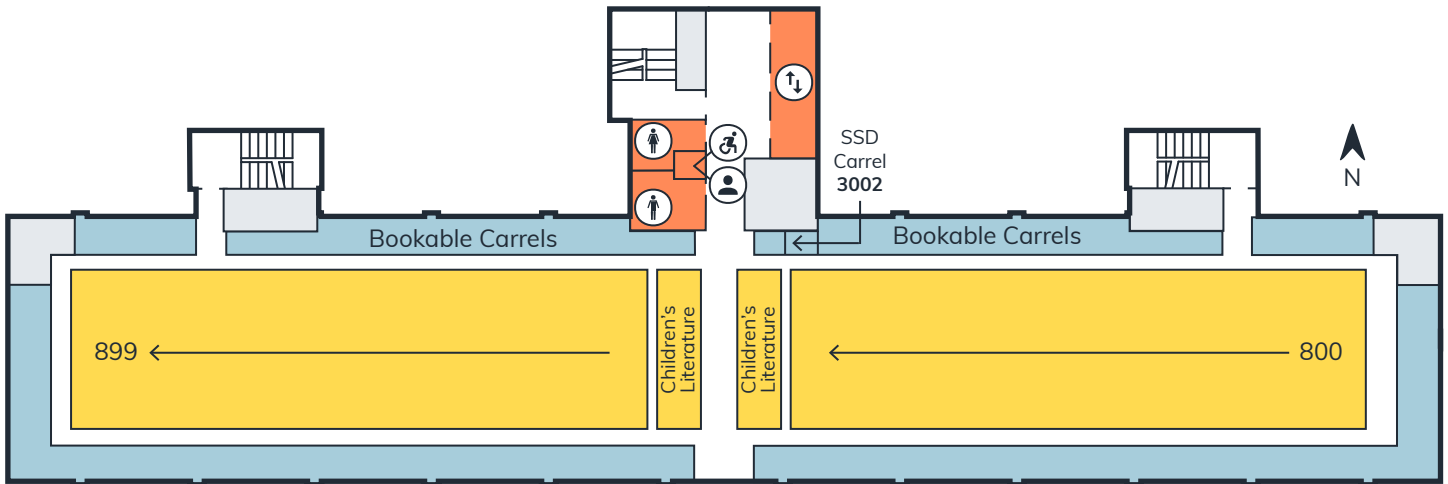 SSD
Carrel
3002
N
Bookable Carrels
Bookable Carrels
899
Children's
Literature
Children's
Literature
800